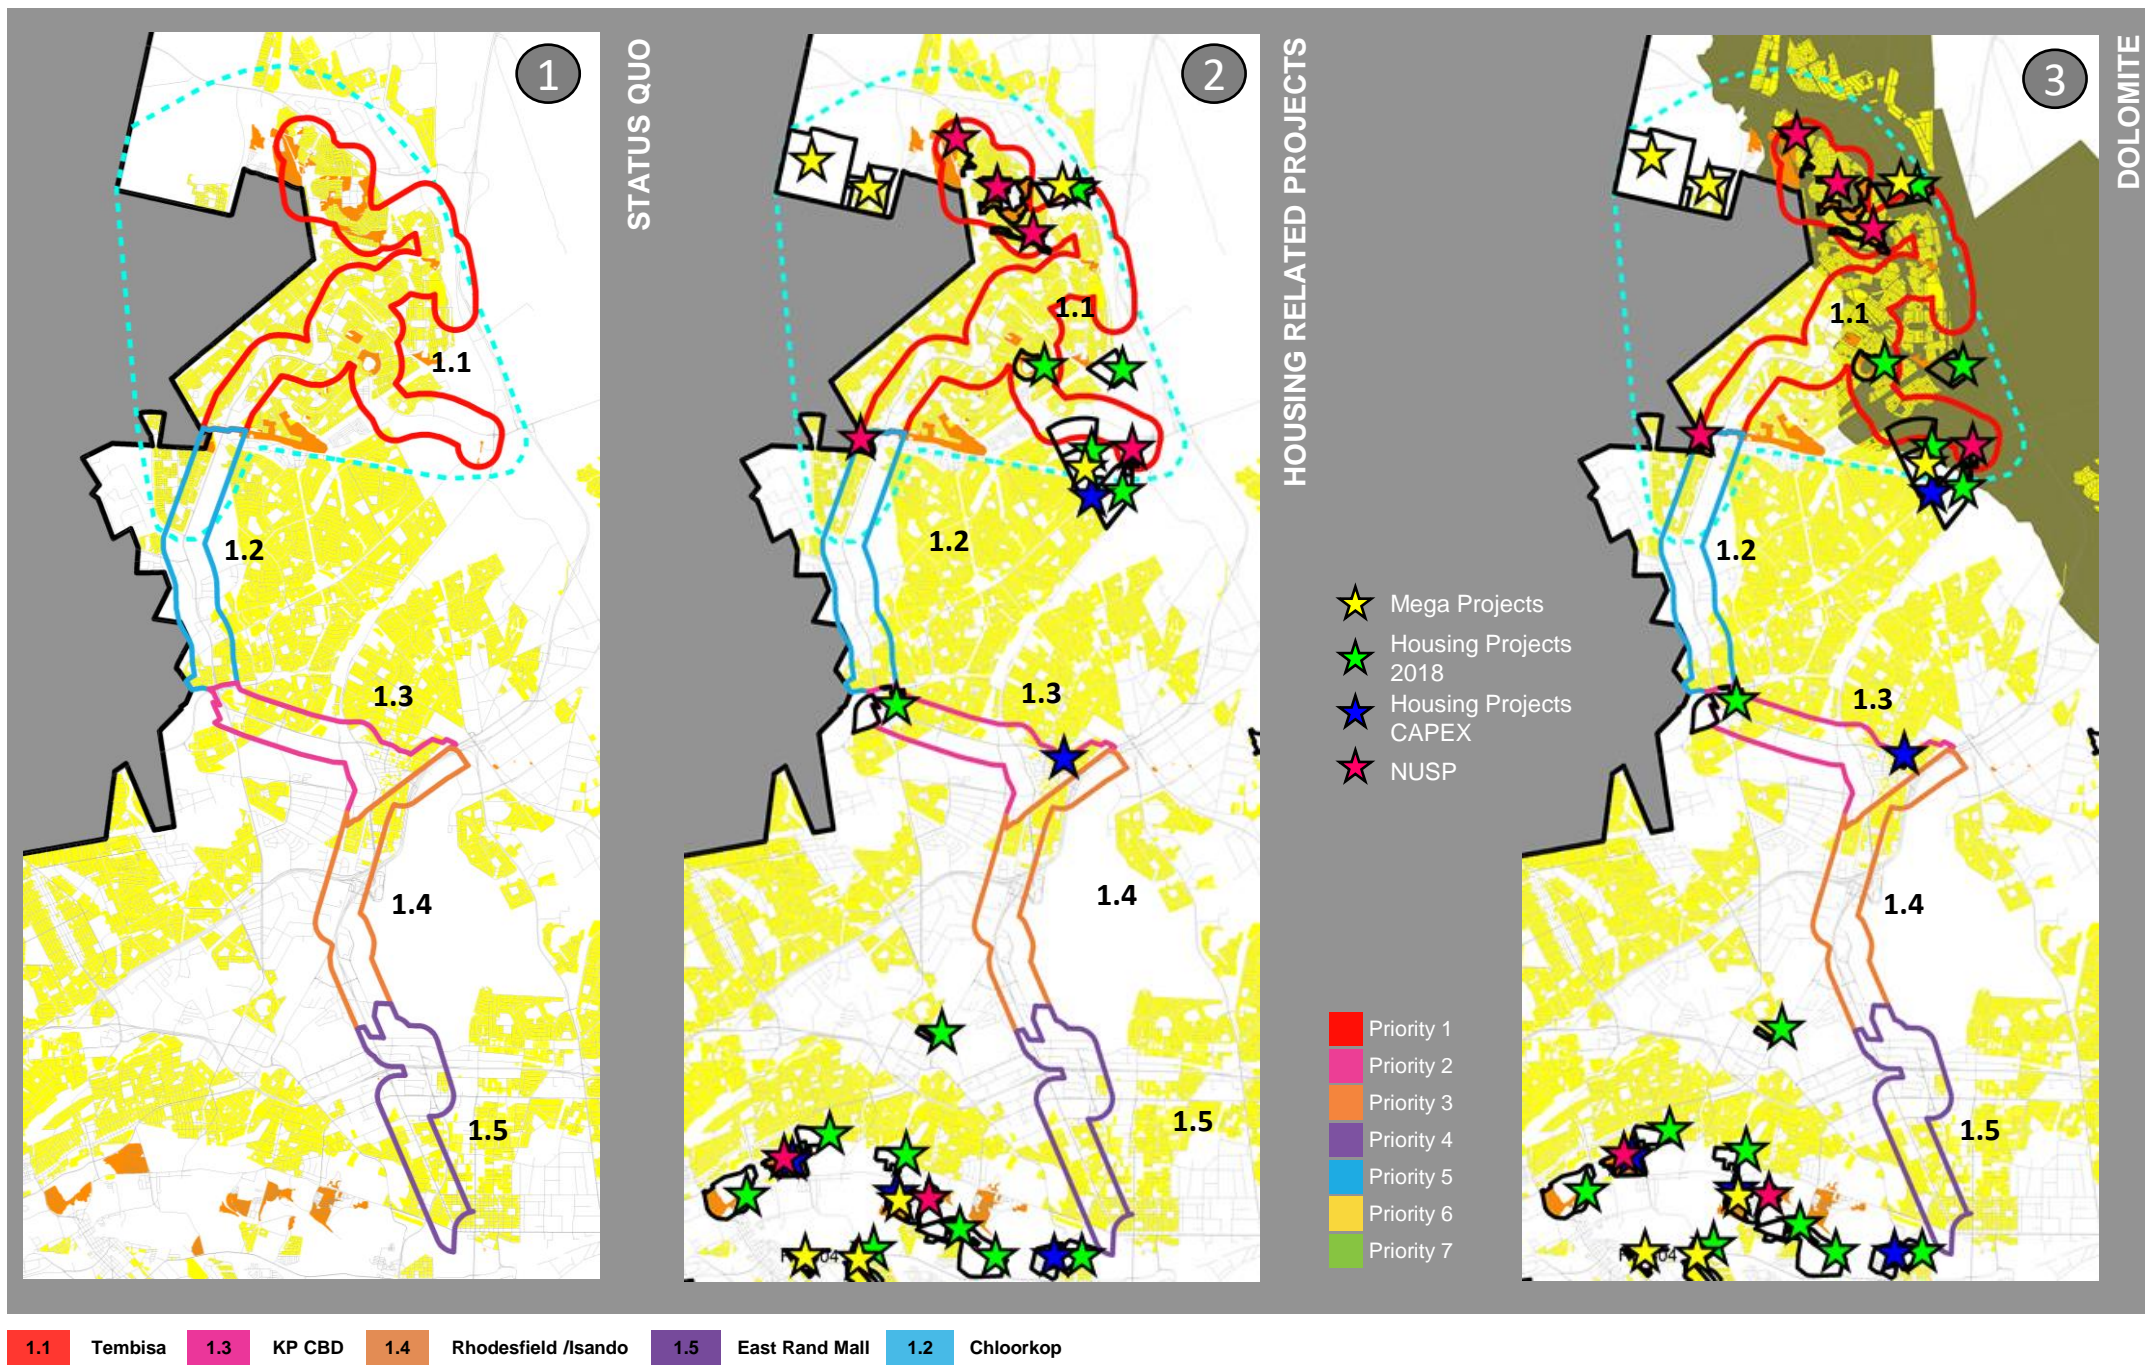 1
STATUS QUO
1.1
1.2
1.3
1.4
1.5
2
HOUSING RELATED PROJECTS
1.1
1.2
1.3
1.4
1.5
04
Mega Projects
Housing Projects
2018
Housing Projects
CAPEX
NUSP
Priority 1
Priority 2
Priority 3
Priority 4
Priority 5
Priority 6
Priority 7
3
DOLOMITE
1.1
1.2
1.3
1.4
1.5
04
1.1 Tembisa 1.3 KP CBD 1.4 Rhodesfield /Isando 1.5 East Rand Mall 1.2 Chloorkop